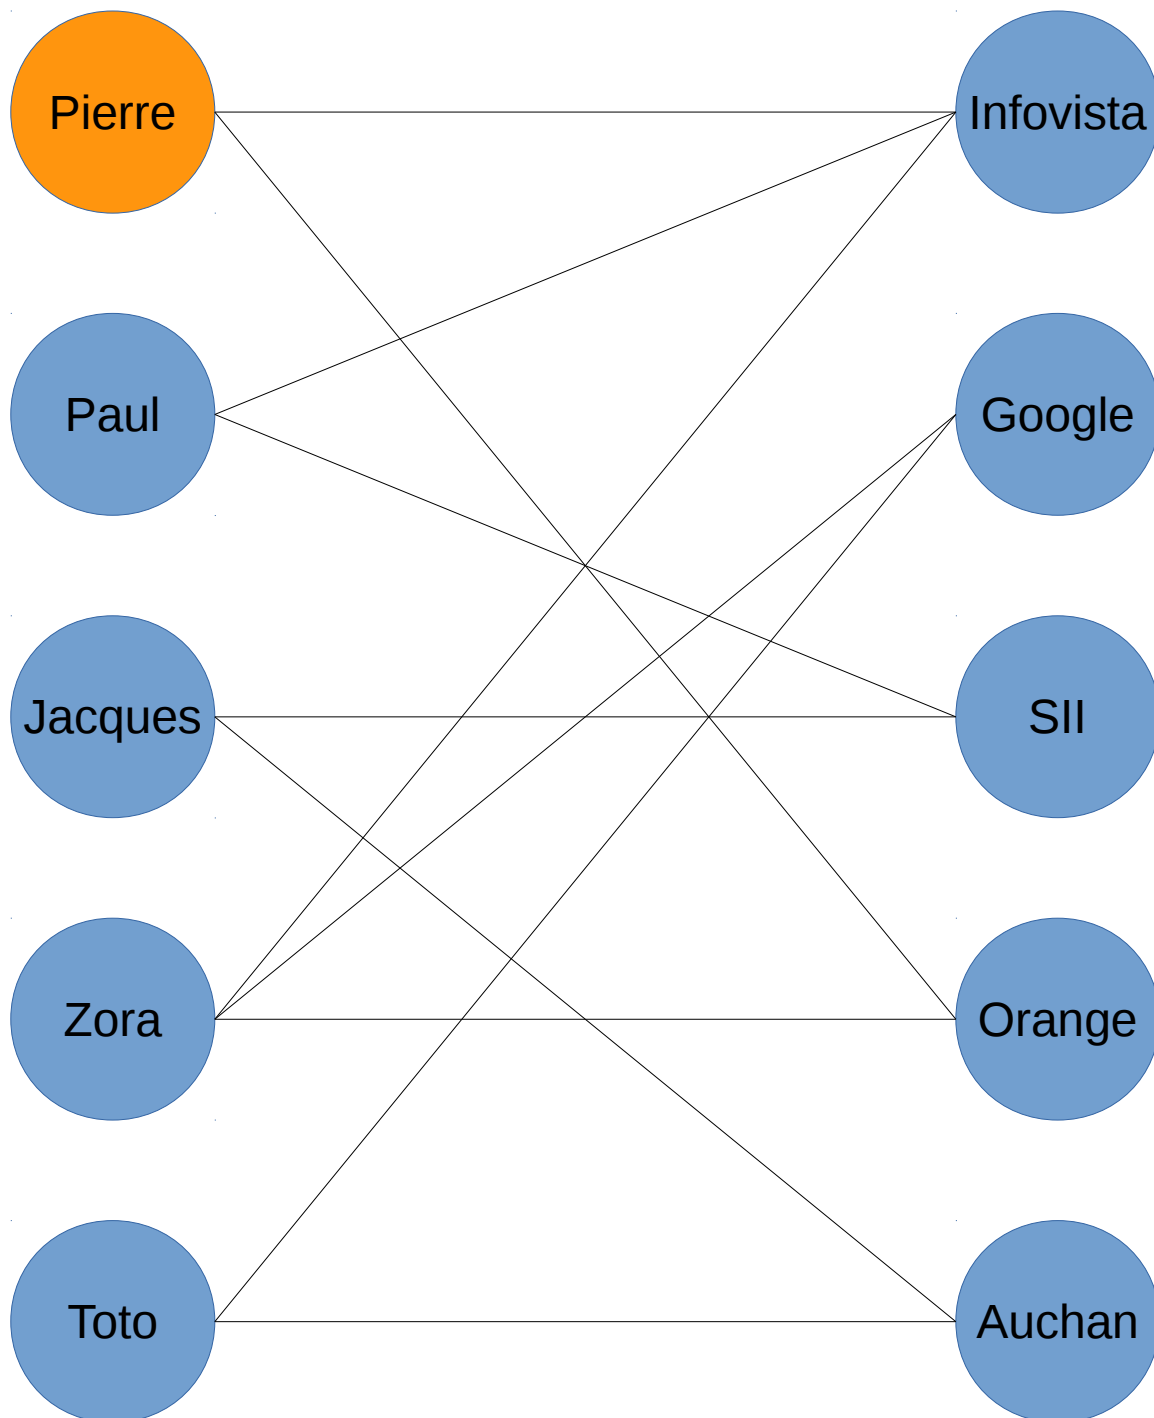 Pierre
Infovista
Paul
Google
Jacques
SII
Zora
Orange
Toto
Auchan